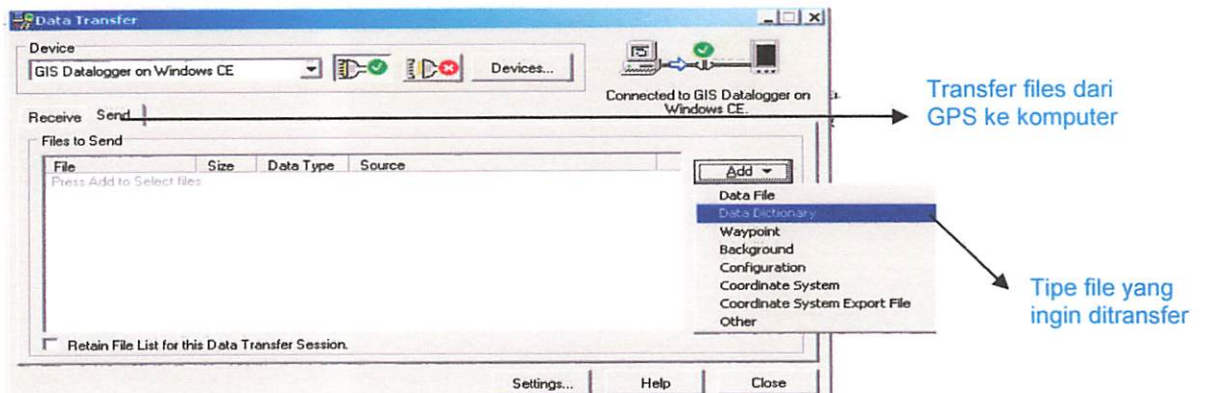 Data Transfer
Device
GIS Datalogger on Windows CE
Devices...
Connected to GIS Datalogger on
Windows CE.
Receive Send
Files to Send
File Size Data Type Source
Press Add to Select files
Add
Data File
Data Dictionary
Waypoint
Background
Configuration
Coordinate System
Coordinate System Export File
Other
Retain File List for this Data Transfer Session.
Settings... Help Close
Transfer files dari
GPS ke komputer
Tipe file yang
ingin ditransfer